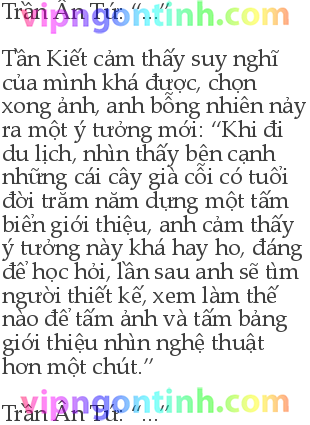 Trần Ân Tứ: “...”
vipngontinh.com
Tần Kiết cảm thấy suy nghĩ
của mình khá được, chọn
xong ảnh, anh bỗng nhiên nảy
ra một ý tưởng mới: “Khi đi
du lịch, nhìn thấy bên cạnh
những cái cây già cỗi có tuổi
đời trăm năm dựng một tấm
biển giới thiệu, anh cảm thấy
ý tưởng này khá hay ho, đáng
để học hỏi, lần sau anh sẽ tìm
người thiết kế, xem làm thế
nào để tấm ảnh và tấm bảng
giới thiệu nhìn nghệ thuật
hơn một chút.”
vipngontinh.com
Trần Ân Tứ: “...”